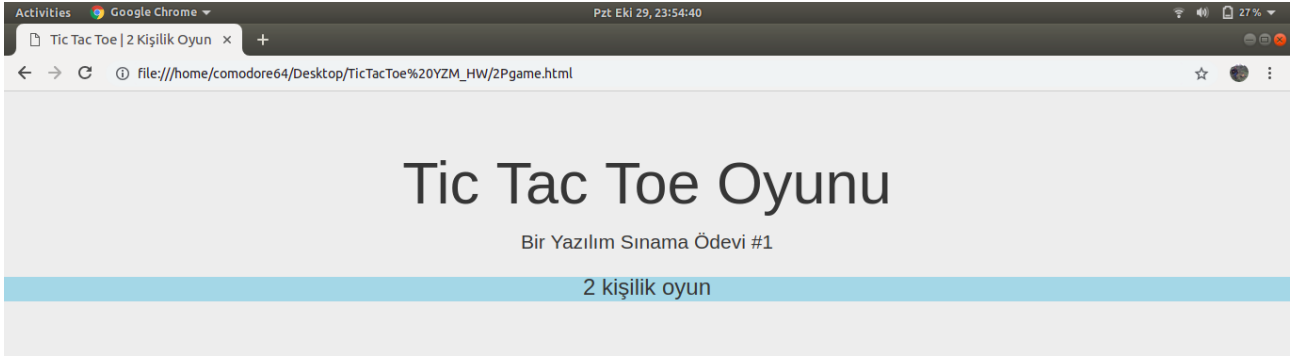 Activities Google Chrome Pzt Eki 29, 23:54:40 27%
Tic Tac Toe | 2 Kişilik Oyun
file:///home/comodore64/Desktop/TicTacToe%20YZM_HW/2Pgame.html
Tic Tac Toe Oyunu
Bir Yazılım Sınama Ödevi #1
2 kişilik oyun